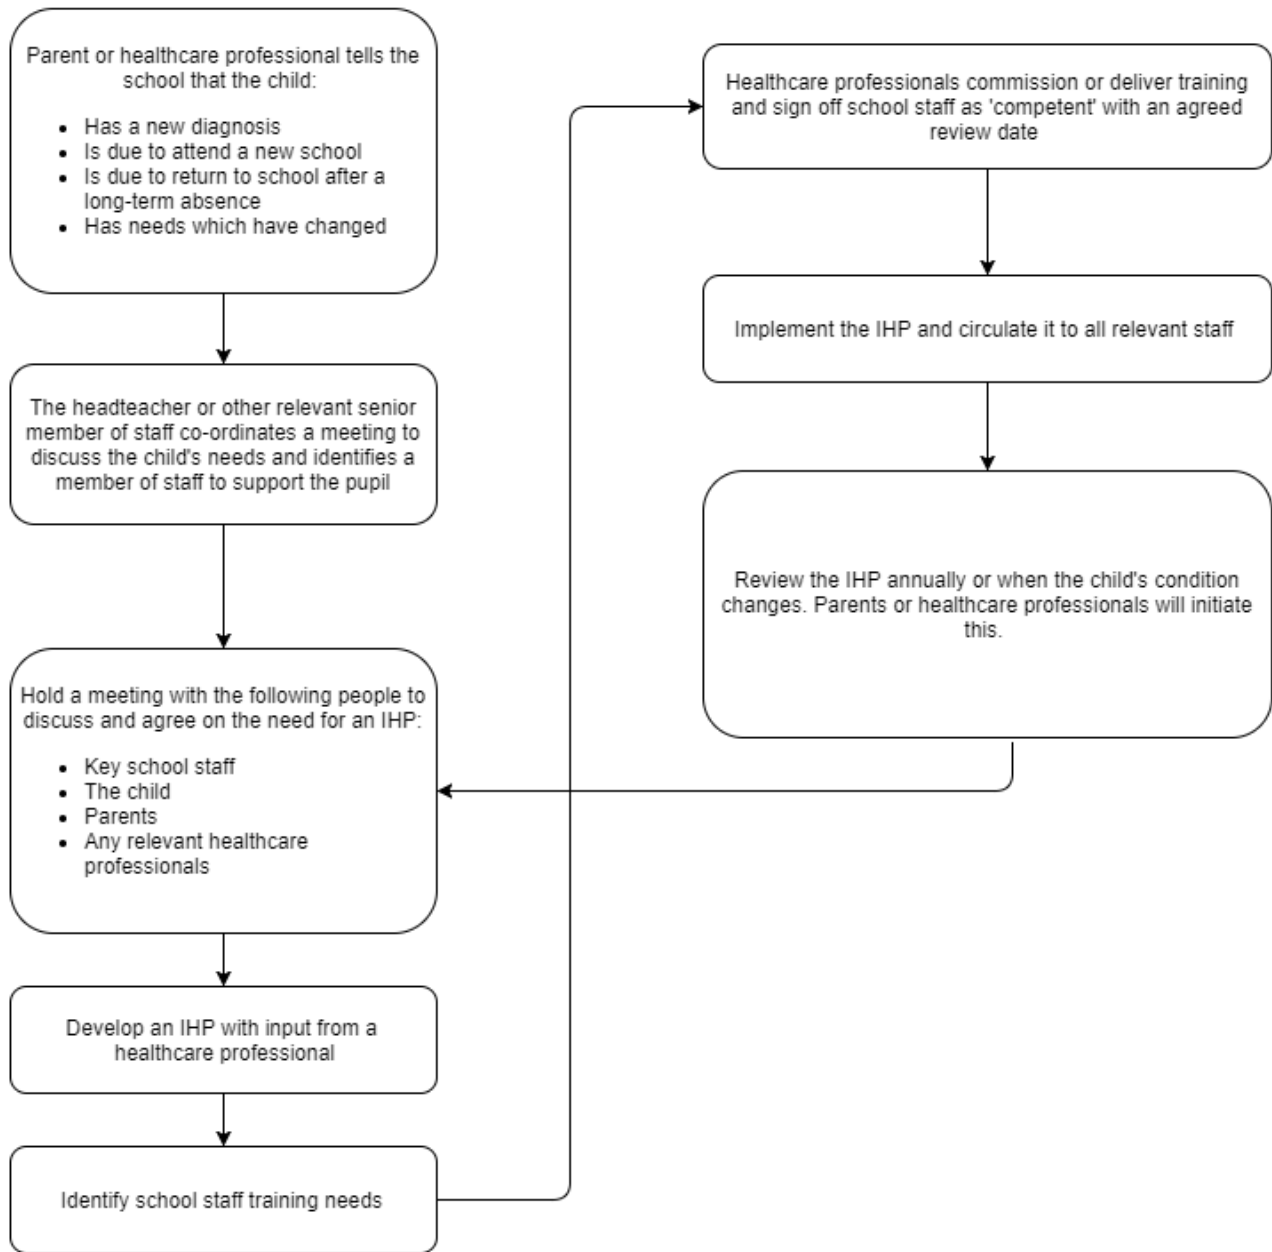 Parent or healthcare professional tells the
school that the child:
• Has a new diagnosis
• Is due to attend a new school
• Is due to return to school after a
long-term absence
• Has needs which have changed
The headteacher or other relevant senior
member of staff co-ordinates a meeting to
discuss the child's needs and identifies a
member of staff to support the pupil
Hold a meeting with the following people to
discuss and agree on the need for an IHP:
• Key school staff
• The child
• Parents
• Any relevant healthcare
professionals
Develop an IHP with input from a
healthcare professional
Identify school staff training needs
Healthcare professionals commission or deliver training
and sign off school staff as 'competent' with an agreed
review date
Implement the IHP and circulate it to all relevant staff
Review the IHP annually or when the child's condition
changes. Parents or healthcare professionals will initiate
this.